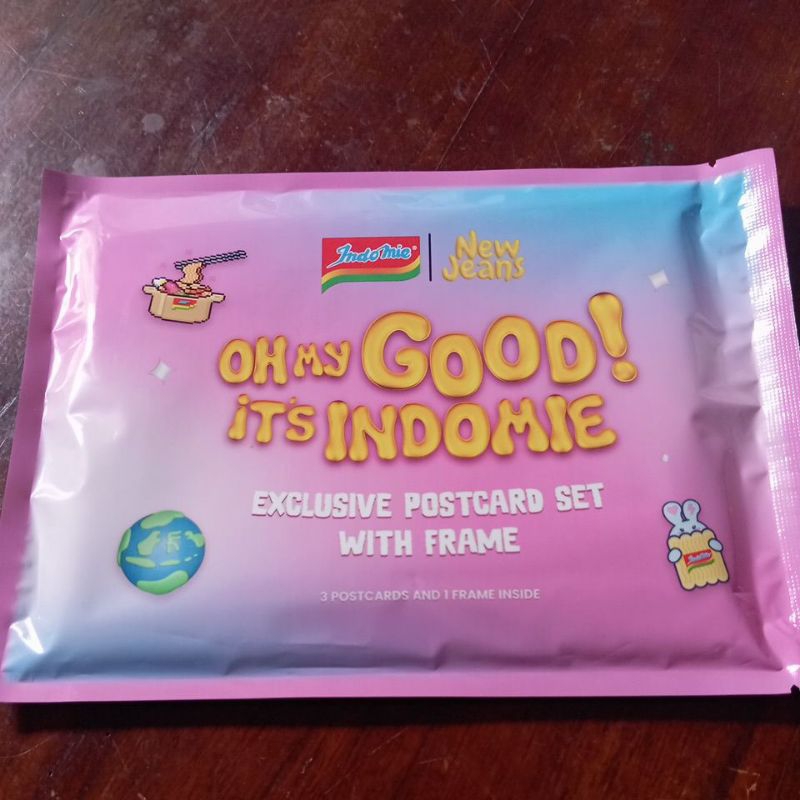 Indomie
New
Jeans
OH MY GOOD!
iT'S INDOMIE
EXCLUSIVE POSTCARD SET
WITH FRAME
3 POSTCARDS AND 1 FRAME INSIDE
Indomie